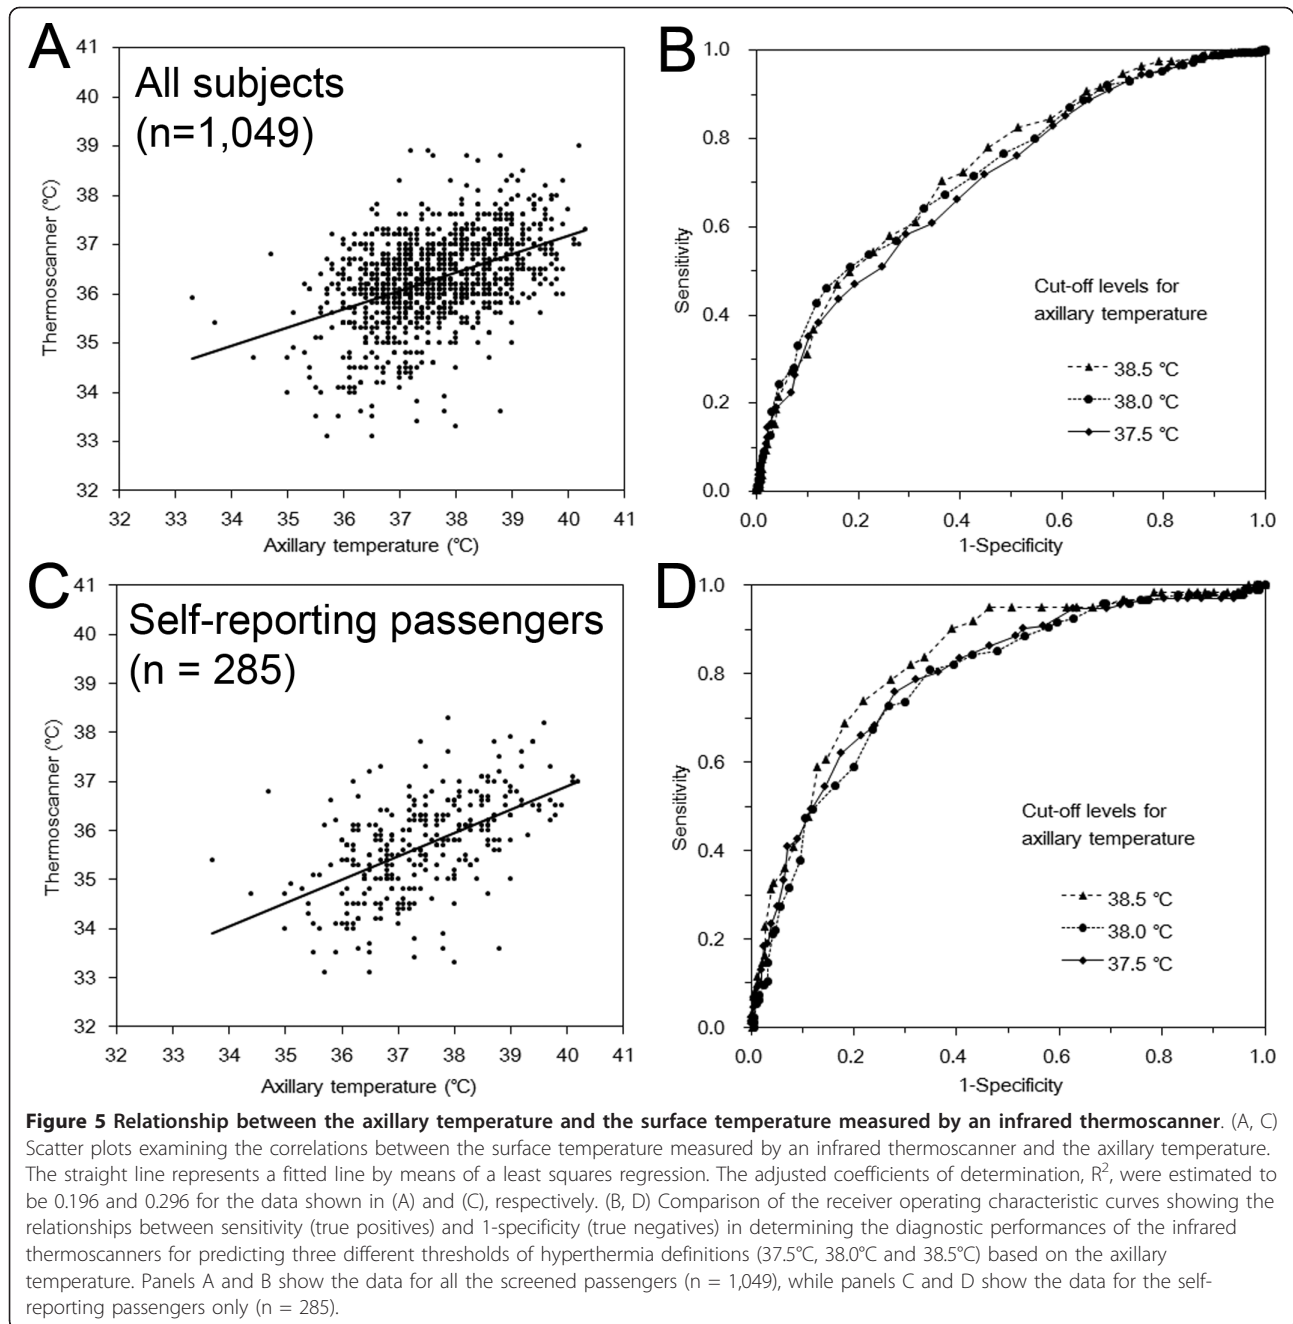 A
All subjects
(n=1,049)
41
40
39
38
37
36
35
34
33
32
Thermoscanner (℃)
32 33 34 35 36 37 38 39 40 41
Axillary temperature (℃)
B
1.0
0.8
0.6
0.4
0.2
0.0
Sensitivity
Cut-off levels for
axillary temperature
38.5 ℃
38.0 ℃
37.5 ℃
0.0 0.2 0.4 0.6 0.8 1.0
1-Specificity
C
Self-reporting passengers
(n = 285)
41
40
39
38
37
36
35
34
33
32
Thermoscanner (℃)
32 33 34 35 36 37 38 39 40 41
Axillary temperature (℃)
D
1.0
0.8
0.6
0.4
0.2
0.0
Sensitivity
Cut-off levels for
axillary temperature
38.5 ℃
38.0 ℃
37.5 ℃
0.0 0.2 0.4 0.6 0.8 1.0
1-Specificity
Figure 5 Relationship between the axillary temperature and the surface temperature measured by an infrared thermoscanner. (A, C)
Scatter plots examining the correlations between the surface temperature measured by an infrared thermoscanner and the axillary temperature.
The straight line represents a fitted line by means of a least squares regression. The adjusted coefficients of determination, R², were estimated to
be 0.196 and 0.296 for the data shown in (A) and (C), respectively. (B, D) Comparison of the receiver operating characteristic curves showing the
relationships between sensitivity (true positives) and 1-specificity (true negatives) in determining the diagnostic performances of the infrared
thermoscanners for predicting three different thresholds of hyperthermia definitions (37.5°C, 38.0°C and 38.5°C) based on the axillary
temperature. Panels A and B show the data for all the screened passengers (n = 1,049), while panels C and D show the data for the self-
reporting passengers only (n = 285).